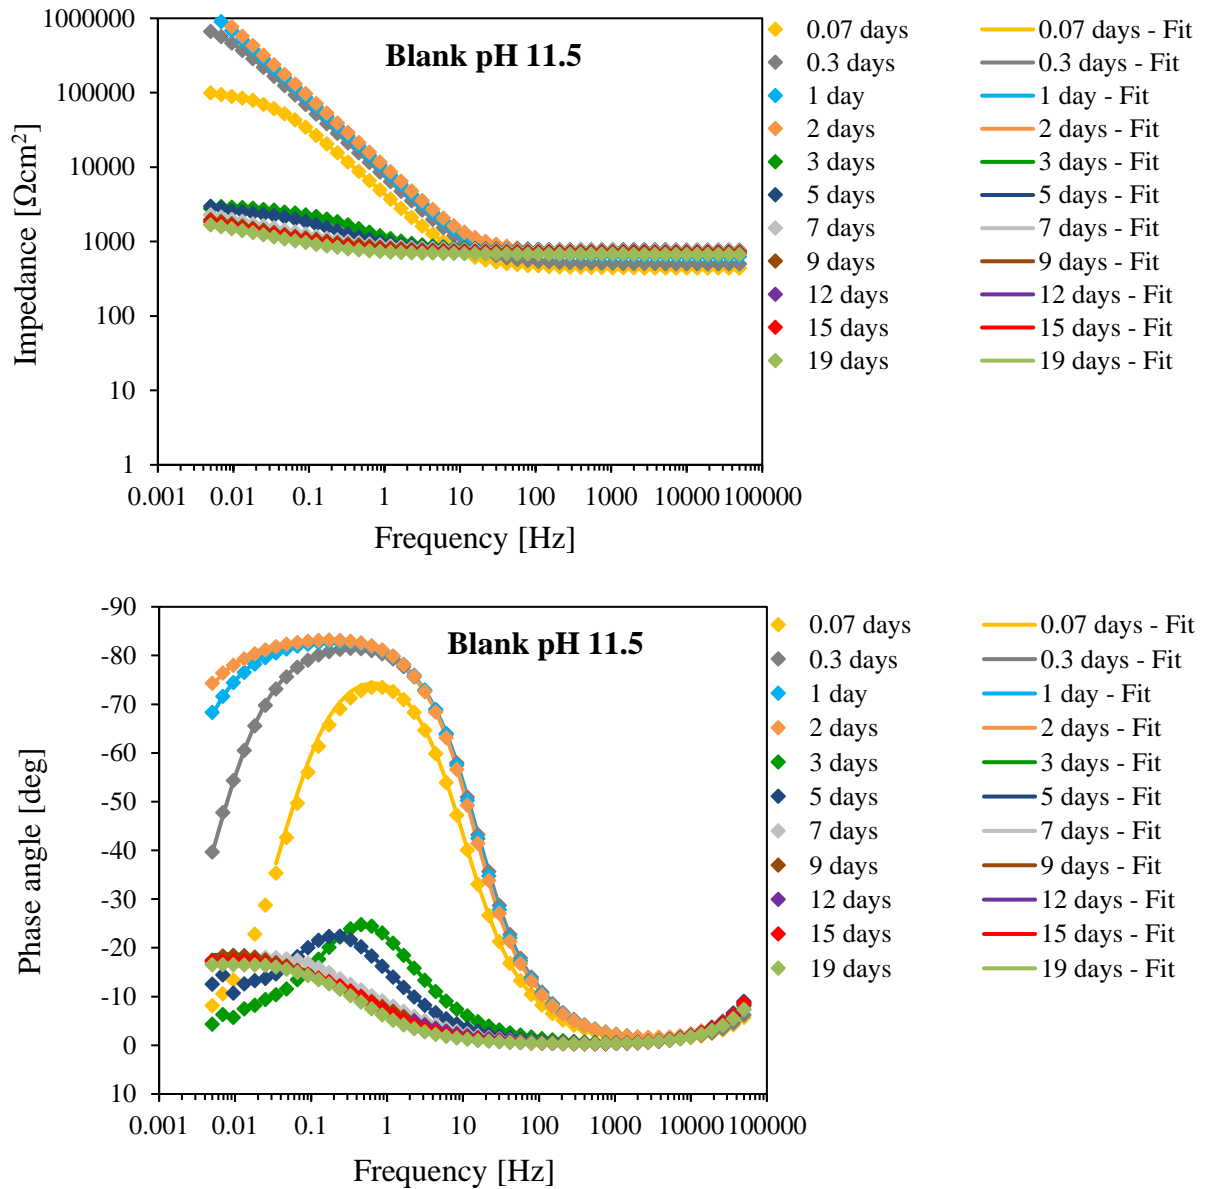 Blank pH 11.5
Impedance [Ωcm²]
1000000
100000
10000
1000
100
10
1
0.001 0.01 0.1 1 10 100 1000 10000 100000
Frequency [Hz]
0.07 days 0.07 days - Fit
0.3 days 0.3 days - Fit
1 day 1 day - Fit
2 days 2 days - Fit
3 days 3 days - Fit
5 days 5 days - Fit
7 days 7 days - Fit
9 days 9 days - Fit
12 days 12 days - Fit
15 days 15 days - Fit
19 days 19 days - Fit
Blank pH 11.5
Phase angle [deg]
-90
-80
-70
-60
-50
-40
-30
-20
-10
0
10
0.001 0.01 0.1 1 10 100 1000 10000 100000
Frequency [Hz]
0.07 days 0.07 days - Fit
0.3 days 0.3 days - Fit
1 day 1 day - Fit
2 days 2 days - Fit
3 days 3 days - Fit
5 days 5 days - Fit
7 days 7 days - Fit
9 days 9 days - Fit
12 days 12 days - Fit
15 days 15 days - Fit
19 days 19 days - Fit